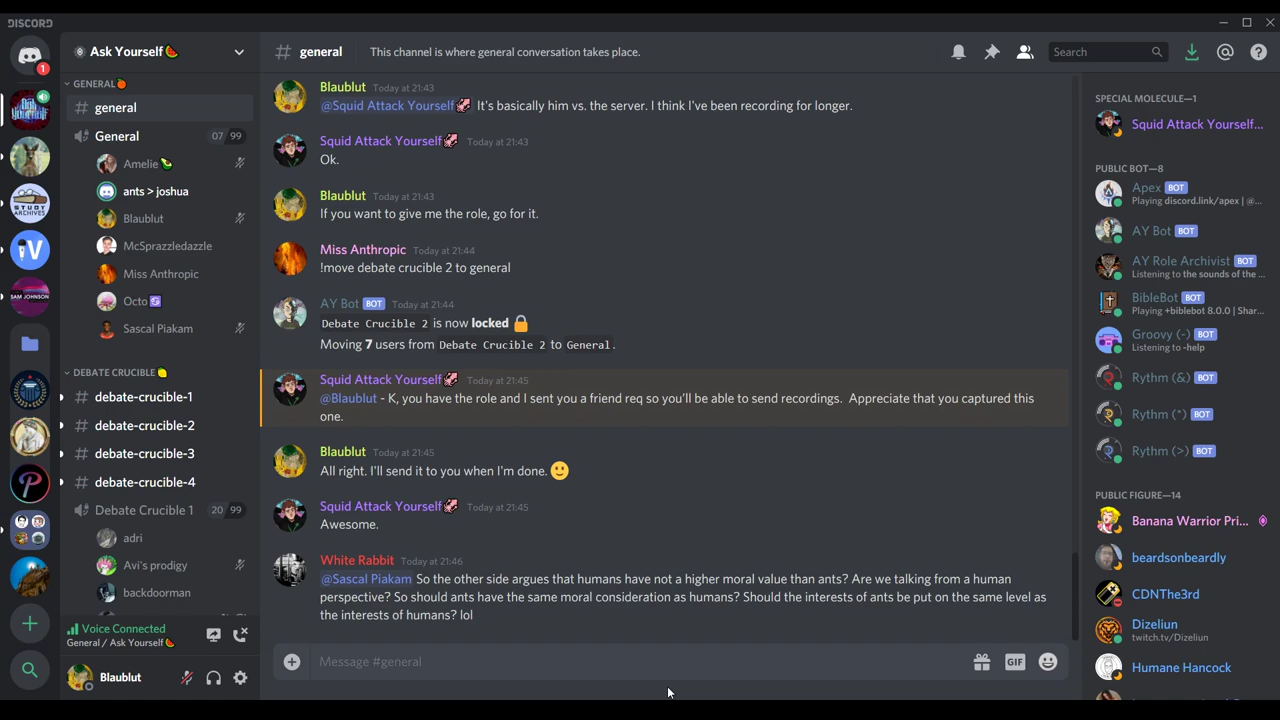 DISCORD
Ask Yourself
# general
This channel is where general conversation takes place.
Search
GENERAL
# general
General 07 99
Amelie
ants > joshua
Blaublut
McSprazzledazzle
Miss Anthropic
Octo
Sascal Piakam
DEBATE CRUCIBLE
# debate-crucible-1
# debate-crucible-2
# debate-crucible-3
# debate-crucible-4
Debate Crucible 1 20 99
adri
Avi's prodigy
backdoorman
Voice Connected
General / Ask Yourself
Blaublut
1
STUDY
ARCHIVES
V
SAM JOHNSON
Blaublut Today at 21:43
@Squid Attack Yourself It's basically him vs. the server. I think I've been recording for longer.
Squid Attack Yourself Today at 21:43
Ok.
Blaublut Today at 21:43
If you want to give me the role, go for it.
Miss Anthropic Today at 21:44
!move debate crucible 2 to general
AY Bot BOT Today at 21:44
Debate Crucible 2 is now locked
Moving 7 users from Debate Crucible 2 to General.
Squid Attack Yourself Today at 21:45
@Blaublut - K, you have the role and I sent you a friend req so you'll be able to send recordings. Appreciate that you captured this
one.
Blaublut Today at 21:45
All right. I'll send it to you when I'm done.
Squid Attack Yourself Today at 21:45
Awesome.
White Rabbit Today at 21:46
@Sascal Piakam So the other side argues that humans have not a higher moral value than ants? Are we talking from a human
perspective? So should ants have the same moral consideration as humans? Should the interests of ants be put on the same level as
the interests of humans? lol
Message #general
GIF
SPECIAL MOLECULE—1
Squid Attack Yourself...
PUBLIC BOT—8
Apex BOT
Playing discord.link/apex | @...
AY Bot BOT
AY Role Archivist BOT
Listening to the sounds of the ...
BibleBot BOT
Playing +biblebot 8.0.0 | Shar...
Groovy (-) BOT
Listening to -help
Rythm (&) BOT
Rythm (*) BOT
Rythm (>) BOT
PUBLIC FIGURE—14
Banana Warrior Pri...
beardsonbeardly
CDNThe3rd
Dizeliun
twitch.tv/Dizeliun
Humane Hancock